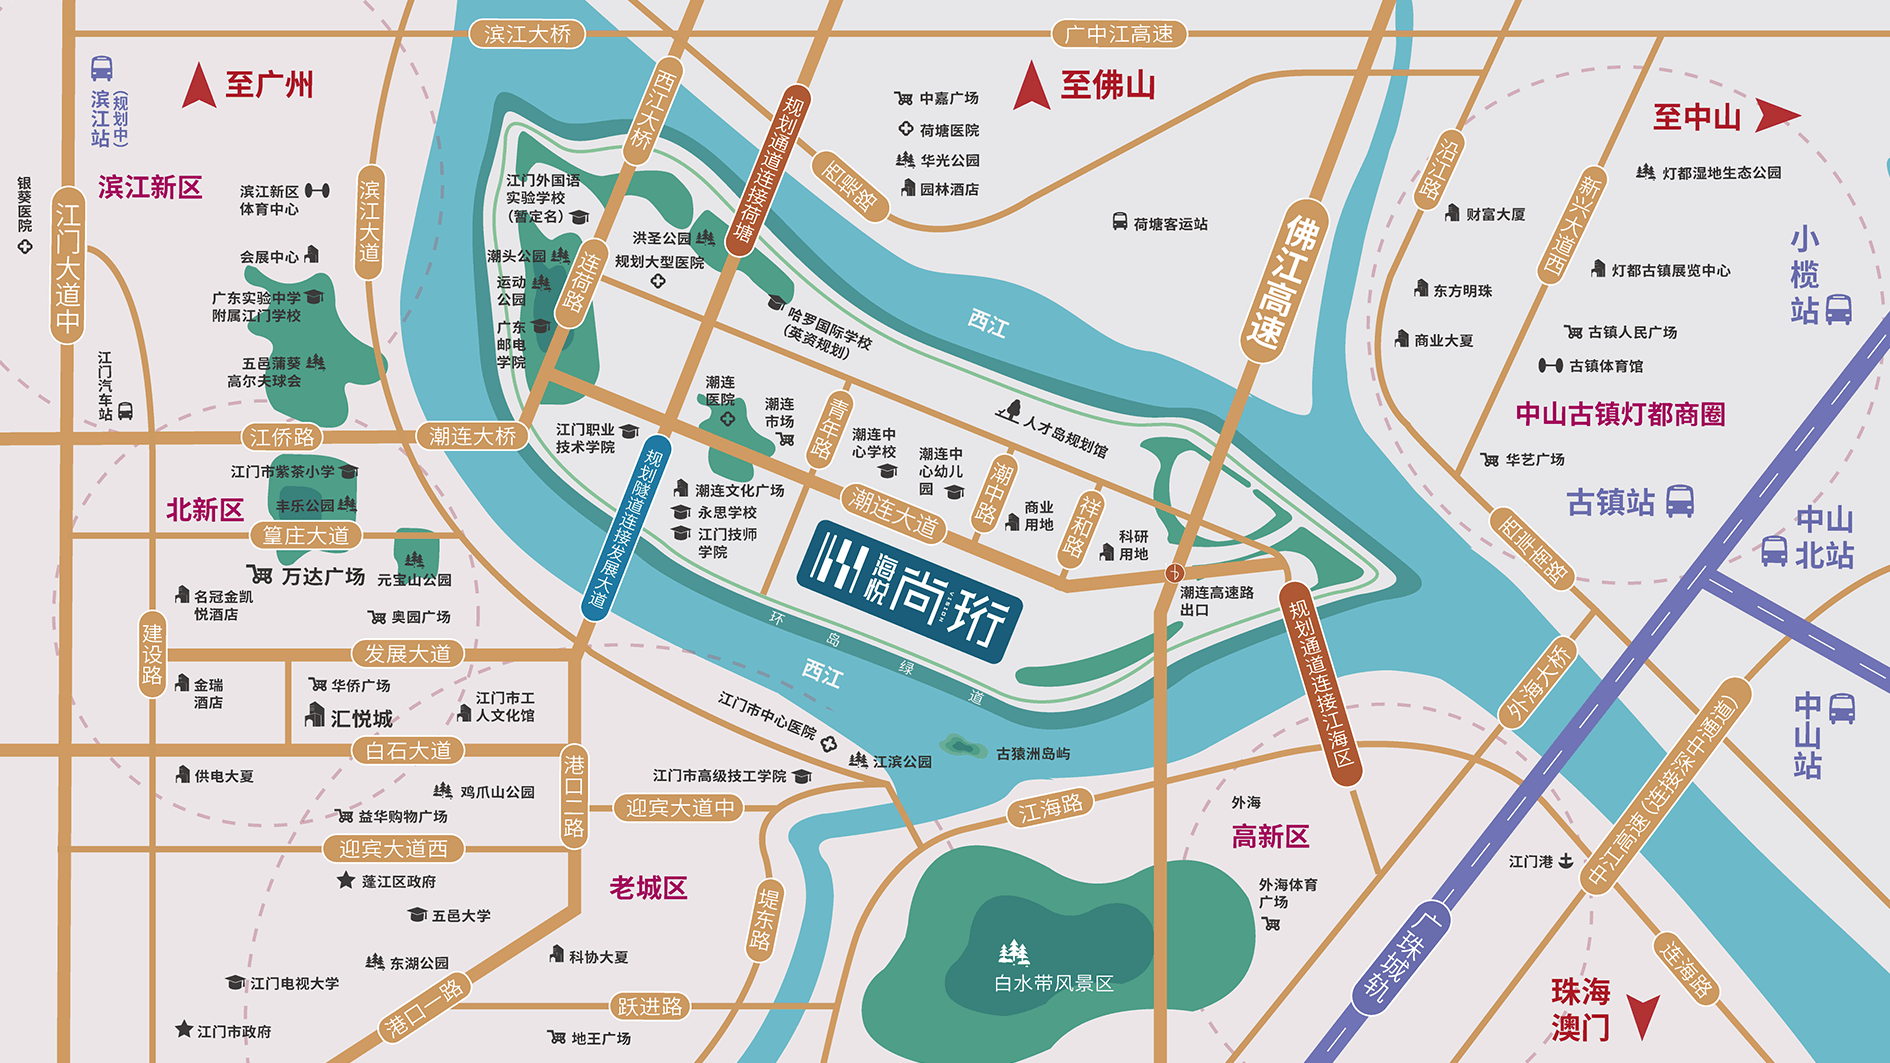 滨江大桥
广中江高速
至广州
至佛山
至中山
滨江站
(规划中)
滨江新区
银葵医院
江门大道中
滨江新区
体育中心
滨江大道
会展中心
广东实验中学
附属江门学校
五邑蒲葵
高尔夫球会
江门汽车站
西江大桥
规划通道连接荷塘
西堤路
中嘉广场
荷塘医院
华光公园
园林酒店
荷塘客运站
沿江路
新兴大道西
灯都湿地生态公园
财富大厦
灯都古镇展览中心
东方明珠
古镇人民广场
商业大夏
古镇体育馆
小榄站
中山古镇灯都商圈
华艺广场
古镇站
中山
北站
中山站
江门外国语
实验学校
(暂定名)
洪圣公园
潮头公园
规划大型医院
运动
公园
连荷路
广东
邮电
学院
哈罗国际学校
(英资规划)
西江
佛江高速
江侨路
潮连大桥
江门职业
技术学院
潮连
医院
潮连
市场
青年路
潮连中
心学校
潮连中
心幼儿
园
人才岛规划馆
潮中路
商业
用地
祥和路
科研
用地
规划隧道连接发展大道
潮连文化广场
永思学校
江门技师
学院
潮连大道
海悦
尚珩
潮连高速路
出口
规划通道连接江海区
环岛绿道
西江
江门市紫茶小学
北新区
丰乐公园
篁庄大道
万达广场
元宝山公园
名冠金凯
悦酒店
奥园广场
建设路
发展大道
金瑞
酒店
华侨广场
汇悦城
江门市工
人文化馆
白石大道
江门市中心医院
江滨公园
古猿洲岛屿
供电大夏
江门市高级技工学院
鸡爪山公园
港口二路
迎宾大道中
益华购物广场
迎宾大道西
江海路
外海
高新区
蓬江区政府
老城区
五邑大学
堤东路
外海体育
广场
江门港
科协大夏
东湖公园
江门电视大学
港口一路
白水带风景区
跃进路
江门市政府
地王广场
西岸南路
外海大桥
中江高速(连接深中通道)
广珠城轨
连海路
珠海
澳门